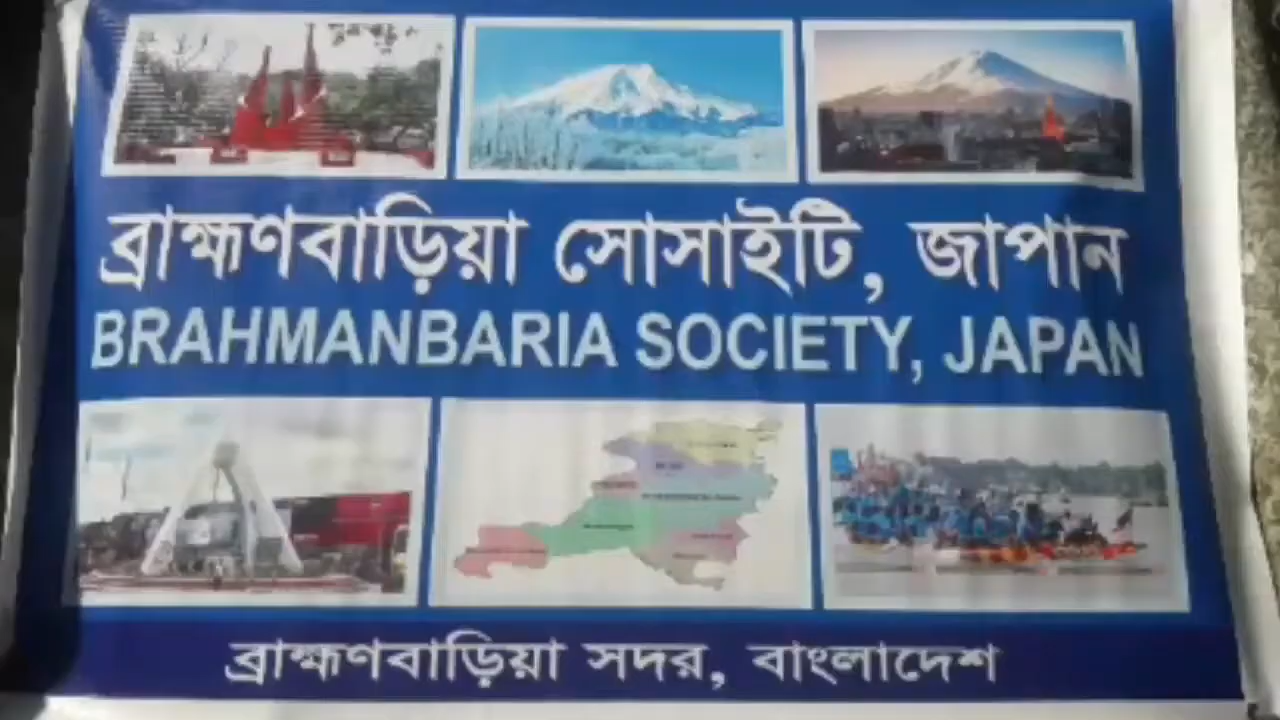 ব্রাহ্মণবাড়িয়া সোসাইটি, জাপান
BRAHMANBARIA SOCIETY, JAPAN
ব্রাহ্মণবাড়িয়া সদর, বাংলাদেশ